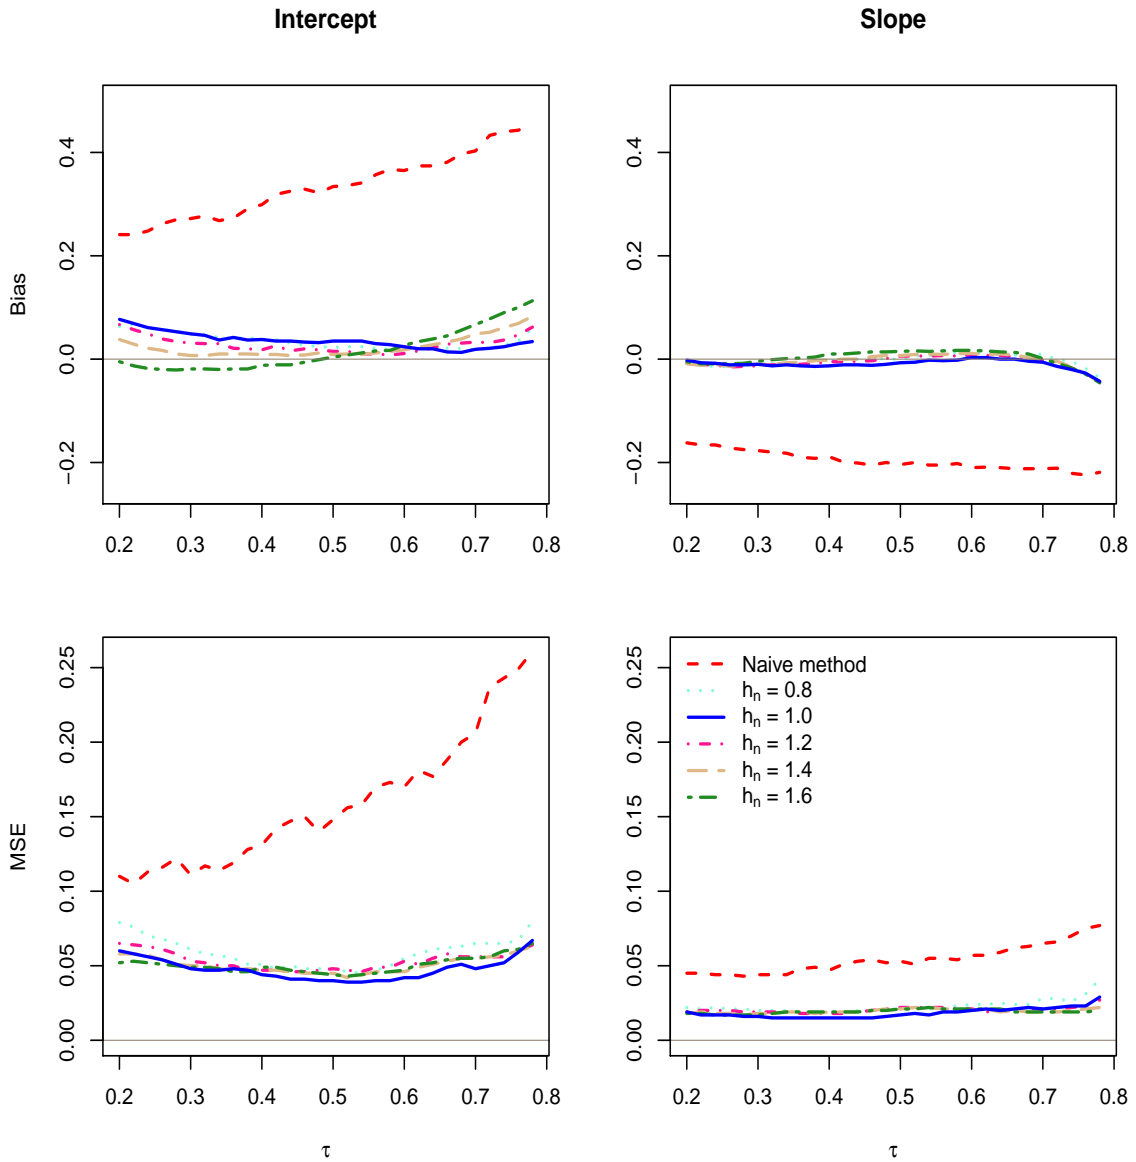 Intercept
Slope
Bias
0.4
0.2
0.0
−0.2
0.2 0.3 0.4 0.5 0.6 0.7 0.8
0.4
0.2
0.0
−0.2
0.2 0.3 0.4 0.5 0.6 0.7 0.8
MSE
0.25
0.20
0.15
0.10
0.05
0.00
0.2 0.3 0.4 0.5 0.6 0.7 0.8
τ
0.25
0.20
0.15
0.10
0.05
0.00
Naive method
hₙ = 0.8
hₙ = 1.0
hₙ = 1.2
hₙ = 1.4
hₙ = 1.6
0.2 0.3 0.4 0.5 0.6 0.7 0.8
τ